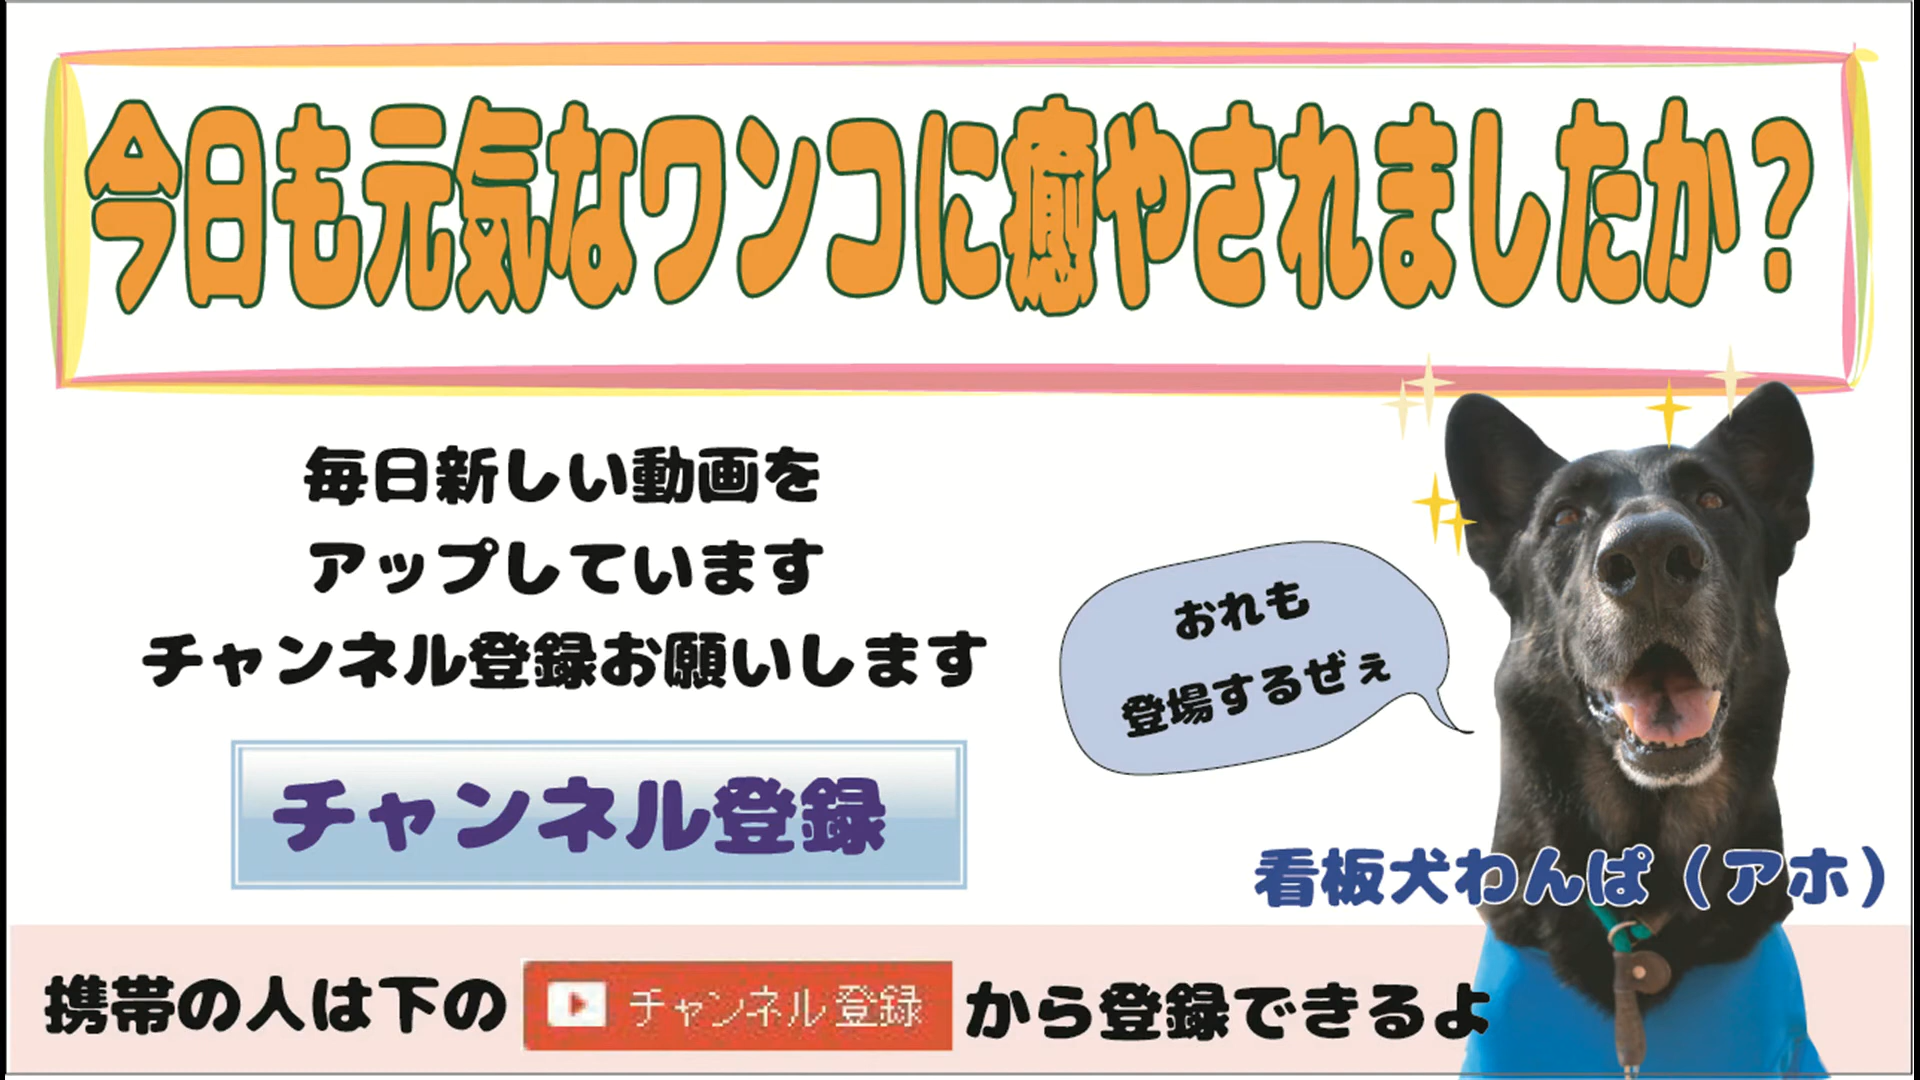 今日も元気なワンコに癒やされましたか？
毎日新しい動画を
アップしています
チャンネル登録お願いします
チャンネル登録
おれも
登場するぜぇ
看板犬わんぱ（アホ）
携帯の人は下の チャンネル登録 から登録できるよ